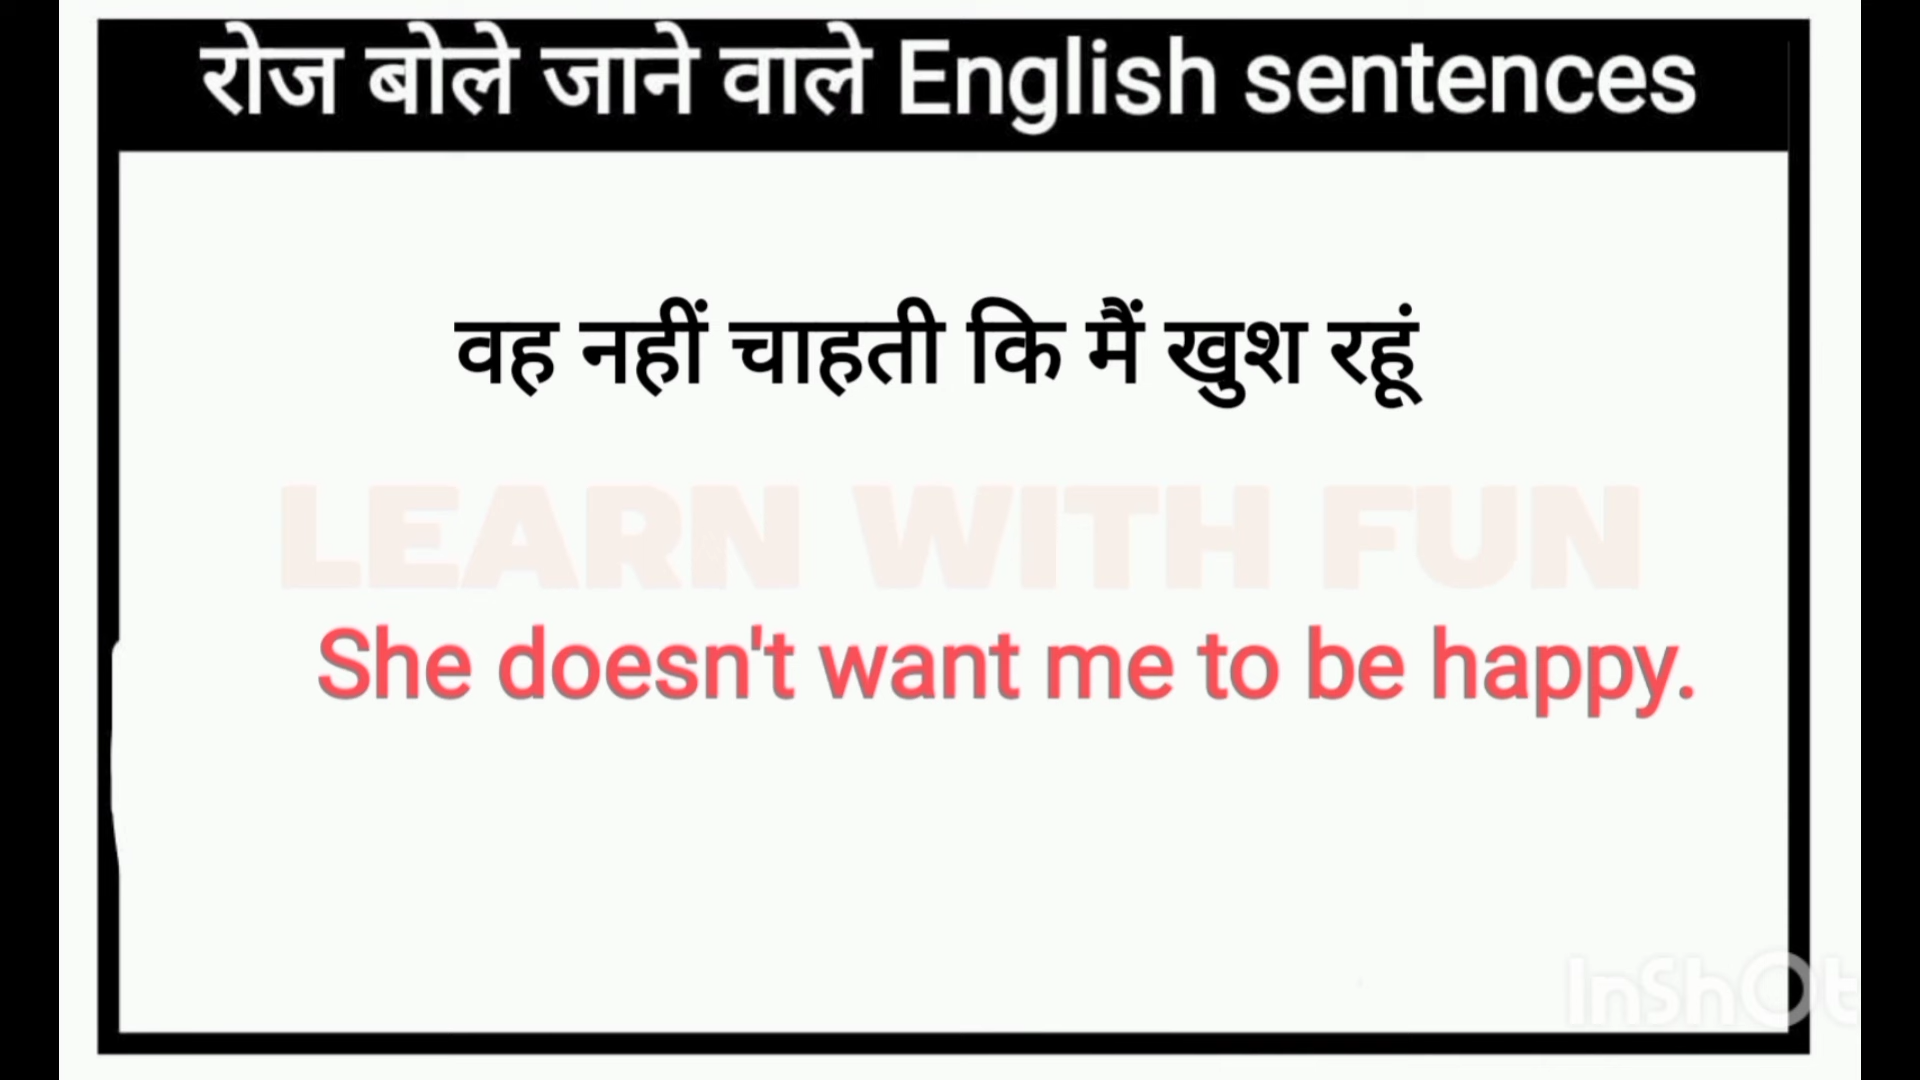 रोज बोले जाने वाले English sentences
वह नहीं चाहती कि मैं खुश रहूं
LEARN WITH FUN
She doesn't want me to be happy.
InShOt